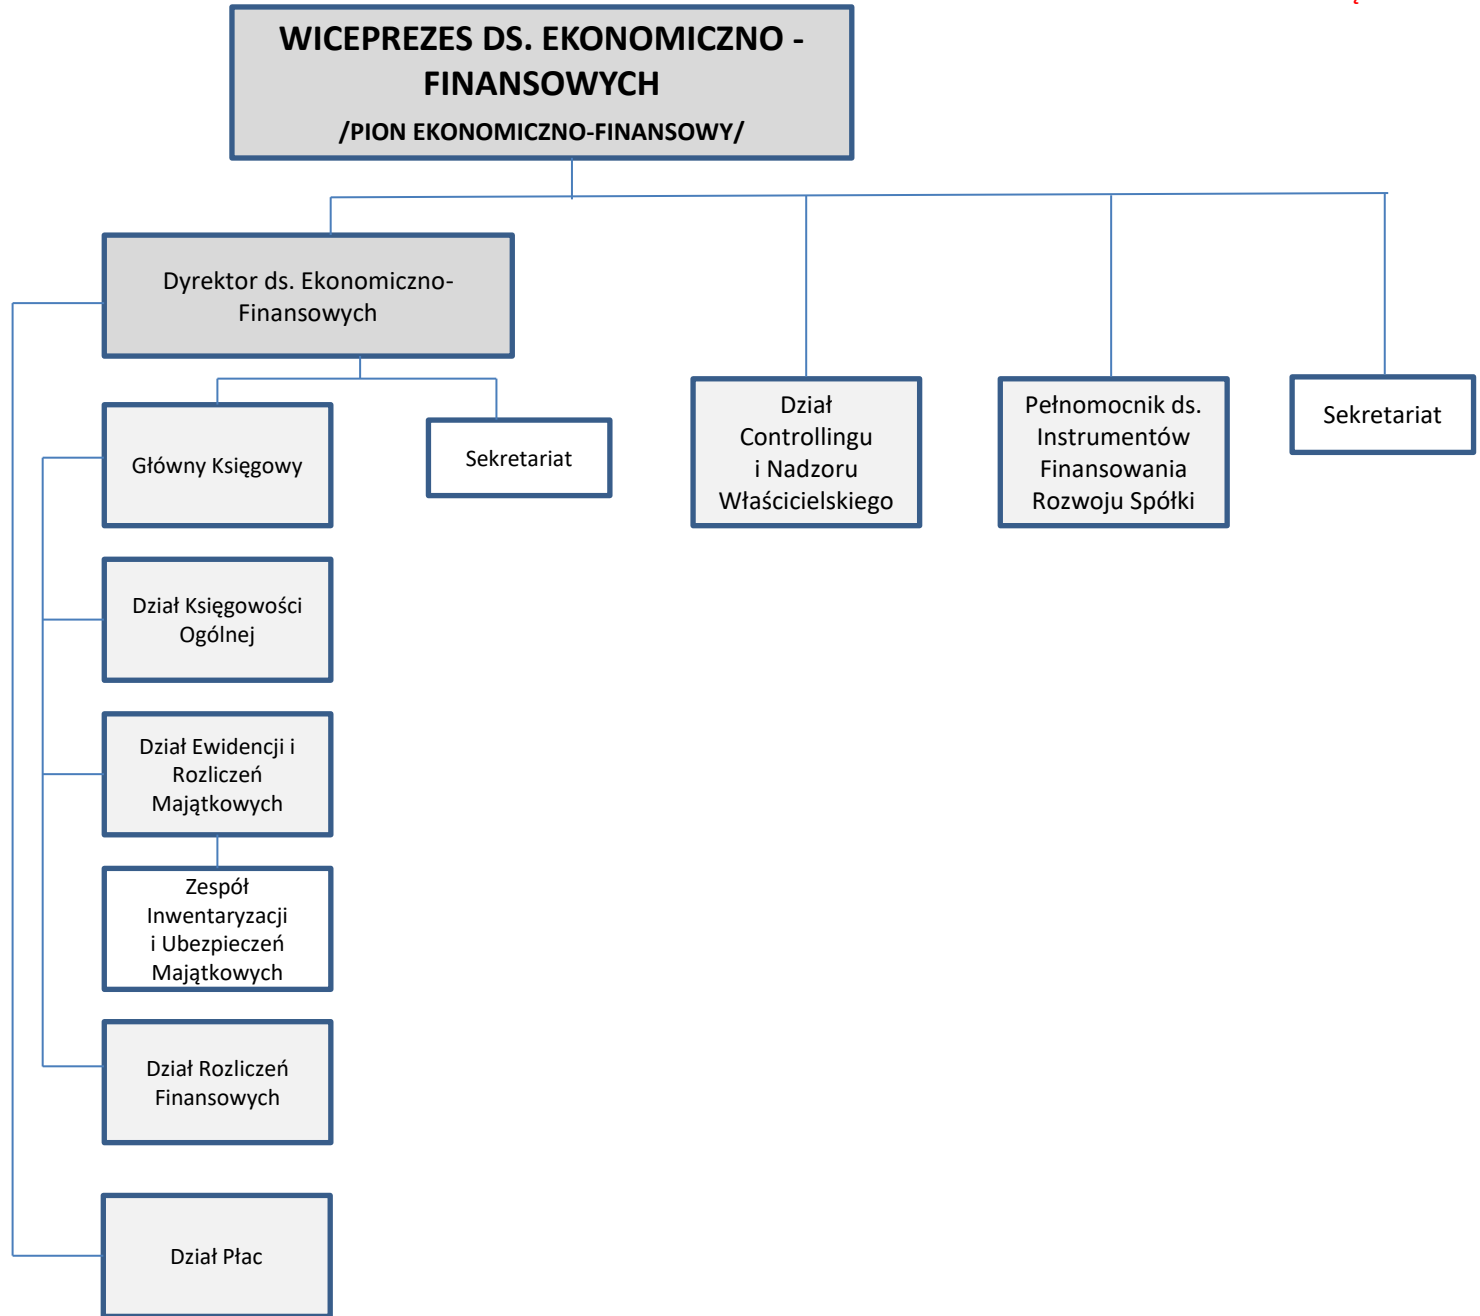 WICEPREZES DS. EKONOMICZNO -
FINANSOWYCH
/PION EKONOMICZNO-FINANSOWY/
Dyrektor ds. Ekonomiczno-
Finansowych
Główny Księgowy
Sekretariat
Dział
Controllingu
i Nadzoru
Właścicielskiego
Pełnomocnik ds.
Instrumentów
Finansowania
Rozwoju Spółki
Sekretariat
Dział Księgowości
Ogólnej
Dział Ewidencji i
Rozliczeń
Majątkowych
Zespół
Inwentaryzacji
i Ubezpieczeń
Majątkowych
Dział Rozliczeń
Finansowych
Dział Płac